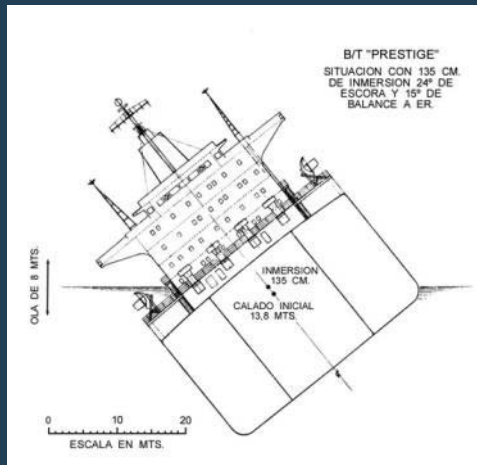 B/T "PRESTIGE"
SITUACION CON 135 CM.
DE INMERSION 24º DE
ESCORA Y 15º DE
BALANCE A ER.
OLA DE 8 MTS.
INMERSION
135 CM.
CALADO INICIAL
13,8 MTS.
0 10 20
ESCALA EN MTS.